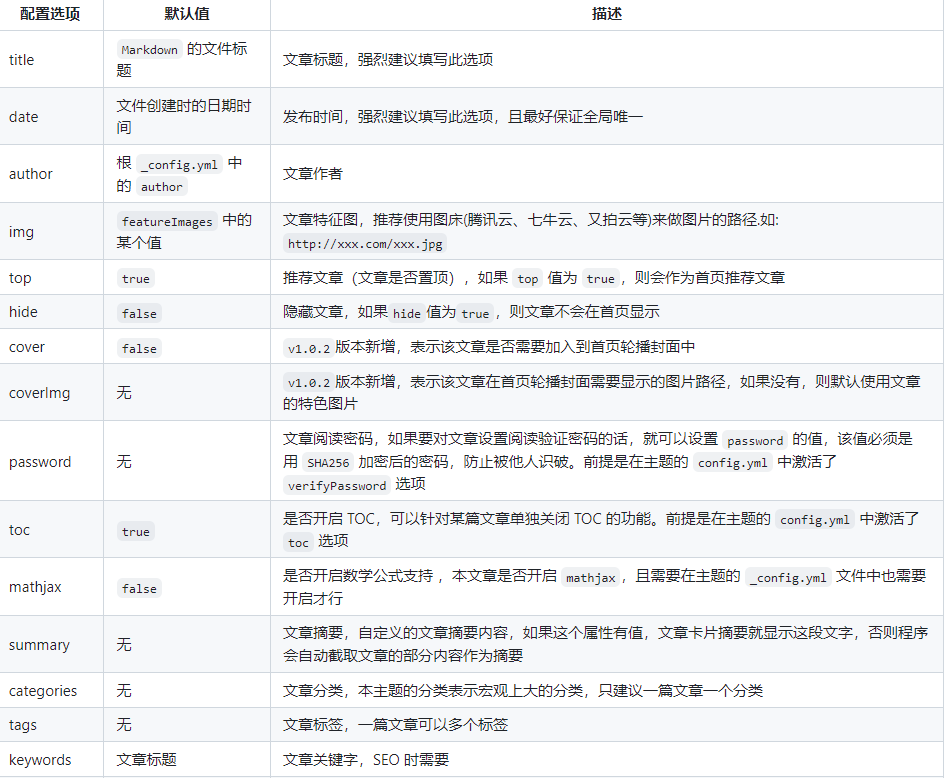 配置选项 默认值 描述
title Markdown 的文件标题 文章标题，强烈建议填写此选项
date 文件创建时的日期时间 发布时间，强烈建议填写此选项，且最好保证全局唯一
author 根 _config.yml 中的 author 文章作者
img featureImages 中的某个值 文章特征图，推荐使用图床(腾讯云、七牛云、又拍云等)来做图片的路径.如: http://xxx.com/xxx.jpg
top true 推荐文章（文章是否置顶），如果 top 值为 true，则会作为首页推荐文章
hide false 隐藏文章，如果hide值为true，则文章不会在首页显示
cover false v1.0.2版本新增，表示该文章是否需要加入到首页轮播封面中
coverImg 无 v1.0.2版本新增，表示该文章在首页轮播封面需要显示的图片路径，如果没有，则默认使用文章的特色图片
password 无 文章阅读密码，如果要对文章设置阅读验证密码的话，就可以设置 password 的值，该值必须是用 SHA256 加密后的密码，防止被他人识破。前提是在主题的 config.yml 中激活了 verifyPassword 选项
toc true 是否开启 TOC，可以针对某篇文章单独关闭 TOC 的功能。前提是在主题的 config.yml 中激活了 toc 选项
mathjax false 是否开启数学公式支持 ，本文章是否开启 mathjax，且需要在主题的 _config.yml 文件中也需要开启才行
summary 无 文章摘要，自定义的文章摘要内容，如果这个属性有值，文章卡片摘要就显示这段文字，否则程序会自动截取文章的部分内容作为摘要
categories 无 文章分类，本主题的分类表示宏观上大的分类，只建议一篇文章一个分类
tags 无 文章标签，一篇文章可以多个标签
keywords 文章标题 文章关键字，SEO 时需要